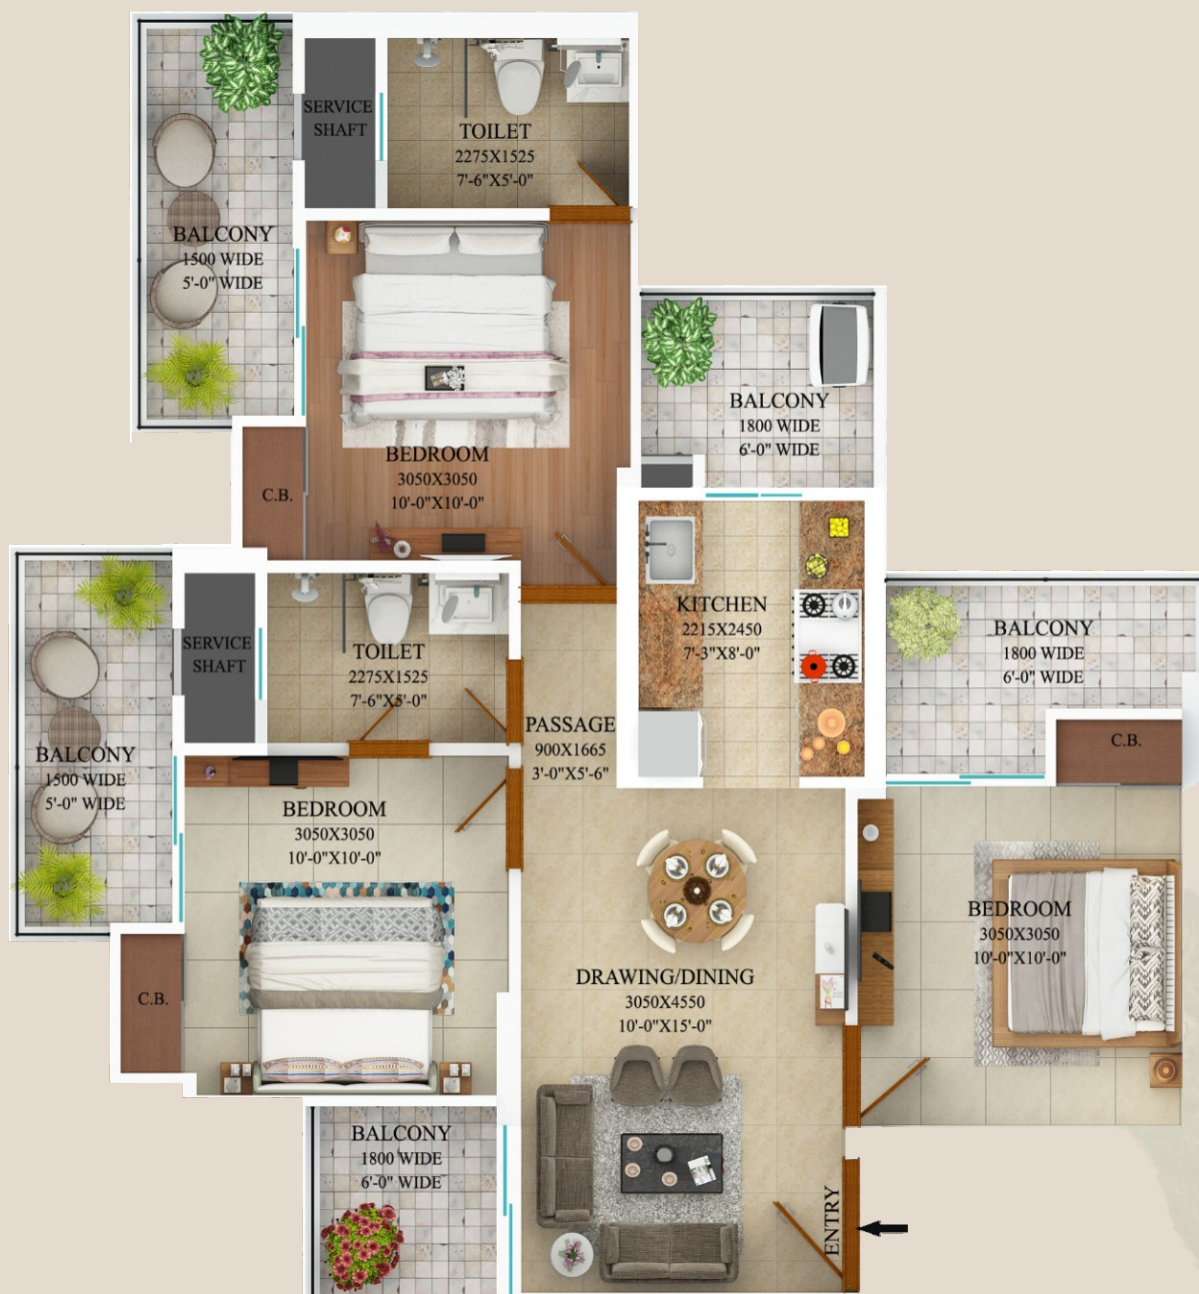 SERVICE
SHAFT
TOILET
2275X1525
7'-6"X5'-0"
BALCONY
1500 WIDE
5'-0" WIDE
BEDROOM
3050X3050
10'-0"X10'-0"
C.B.
BALCONY
1800 WIDE
6'-0" WIDE
KITCHEN
2215X2450
7'-3"X8'-0"
BALCONY
1800 WIDE
6'-0" WIDE
C.B.
SERVICE
SHAFT
TOILET
2275X1525
7'-6"X5'-0"
PASSAGE
900X1665
3'-0"X5'-6"
BALCONY
1500 WIDE
5'-0" WIDE
BEDROOM
3050X3050
10'-0"X10'-0"
C.B.
BEDROOM
3050X3050
10'-0"X10'-0"
DRAWING/DINING
3050X4550
10'-0"X15'-0"
BALCONY
1800 WIDE
6'-0" WIDE
ENTRY